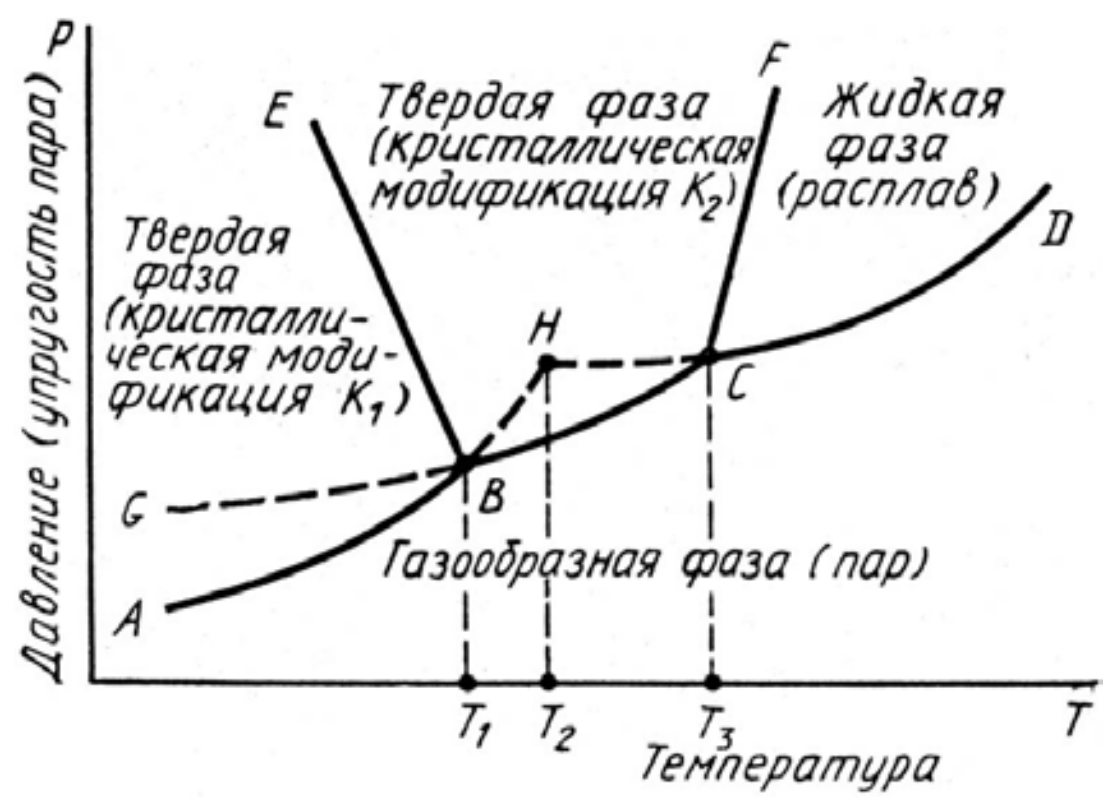 P
Давление (упругость пара)
E
Твердая фаза
(кристаллическая
модификация K₂)
F
Жидкая
фаза
(расплав)
D
Твердая
фаза
(кристалли-
ческая моди-
фикация K₁)
H
C
G
B
A
Газообразная фаза (пар)
T₁
T₂
T₃
T
Температура